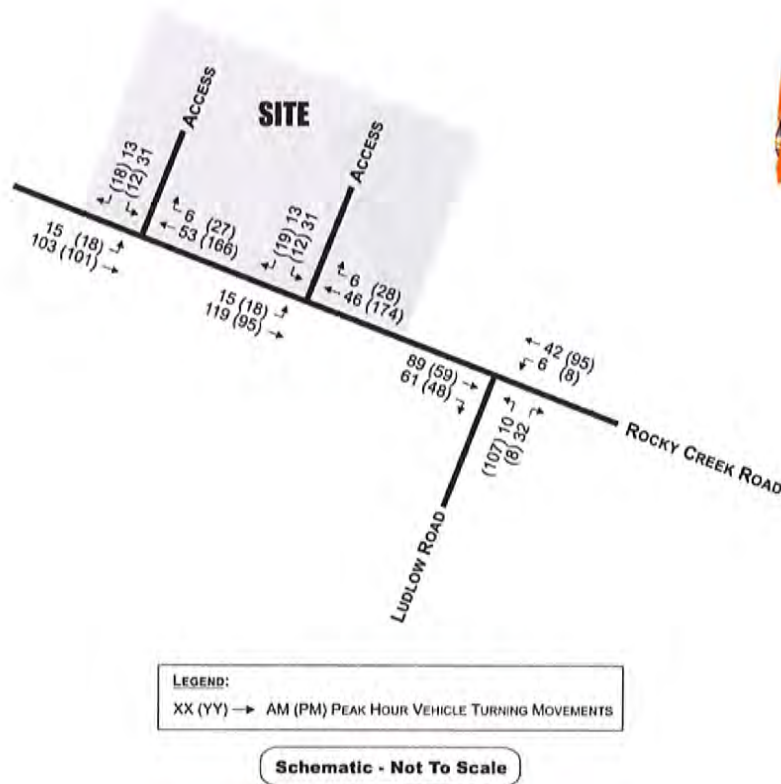 SITE
ACCESS
ACCESS
(18) 13
(12) 31
6 (27)
53 (166)
15 (18)
103 (101)
(19) 13
(12) 31
6 (28)
46 (174)
15 (18)
119 (95)
42 (95)
6 (8)
89 (59)
61 (48)
(107) 10
(8) 32
ROCKY CREEK ROAD
LUDLOW ROAD
LEGEND:
XX (YY) → AM (PM) PEAK HOUR VEHICLE TURNING MOVEMENTS
Schematic - Not To Scale